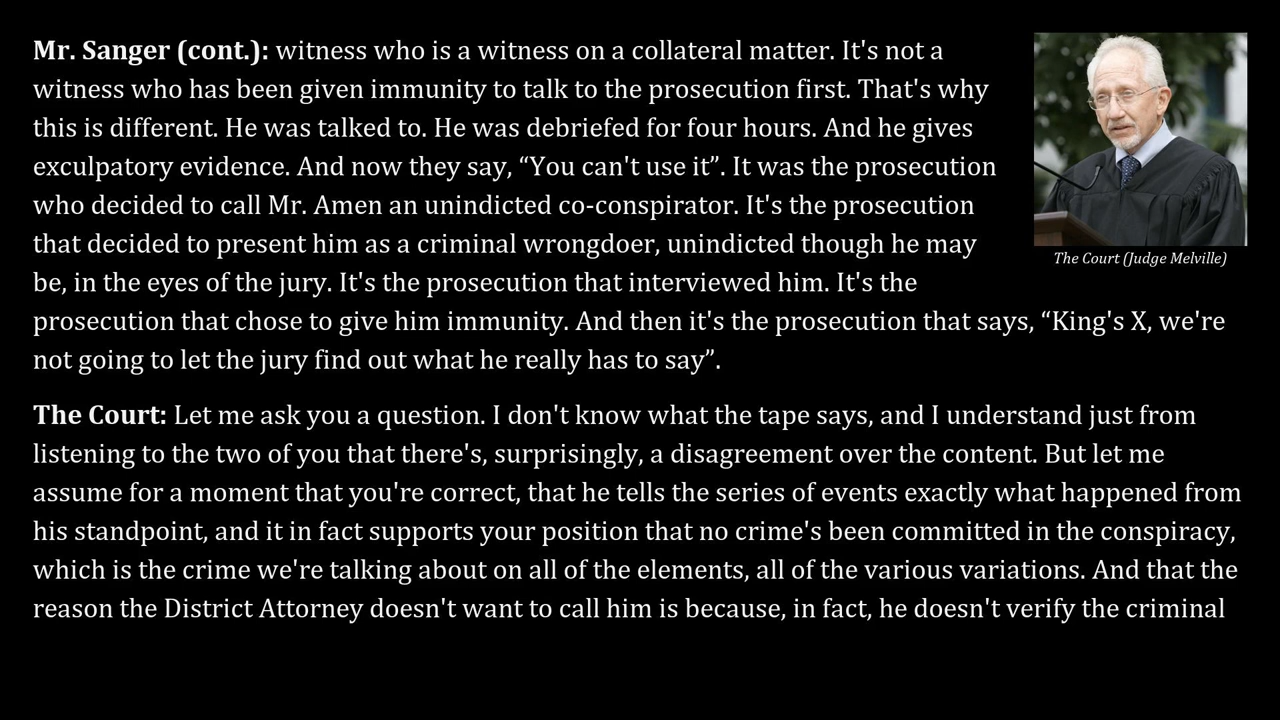 Mr. Sanger (cont.): witness who is a witness on a collateral matter. It's not a
witness who has been given immunity to talk to the prosecution first. That's why
this is different. He was talked to. He was debriefed for four hours. And he gives
exculpatory evidence. And now they say, “You can't use it”. It was the prosecution
who decided to call Mr. Amen an unindicted co-conspirator. It's the prosecution
that decided to present him as a criminal wrongdoer, unindicted though he may
be, in the eyes of the jury. It's the prosecution that interviewed him. It's the
prosecution that chose to give him immunity. And then it's the prosecution that says, “King's X, we're
not going to let the jury find out what he really has to say”.
The Court (Judge Melville)
The Court: Let me ask you a question. I don't know what the tape says, and I understand just from
listening to the two of you that there's, surprisingly, a disagreement over the content. But let me
assume for a moment that you're correct, that he tells the series of events exactly what happened from
his standpoint, and it in fact supports your position that no crime's been committed in the conspiracy,
which is the crime we're talking about on all of the elements, all of the various variations. And that the
reason the District Attorney doesn't want to call him is because, in fact, he doesn't verify the criminal